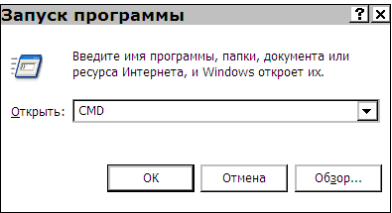 Запуск программы
Введите имя программы, папки, документа или
ресурса Интернета, и Windows откроет их.
Открыть: CMD
OK Отмена Обзор...